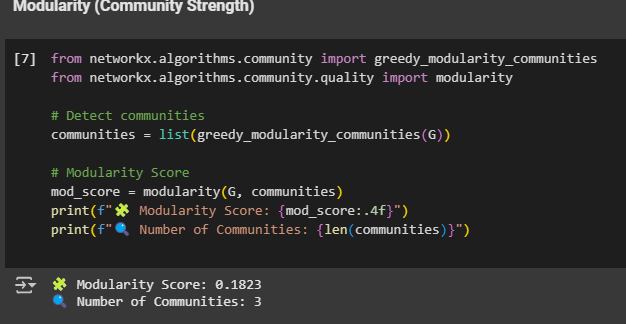 Modularity (Community Strength)
[7] from networkx.algorithms.community import greedy_modularity_communities
from networkx.algorithms.community.quality import modularity
# Detect communities
communities = list(greedy_modularity_communities(G))
# Modularity Score
mod_score = modularity(G, communities)
print(f"🧩 Modularity Score: {mod_score:.4f}")
print(f"🔍 Number of Communities: {len(communities)}")
🧩 Modularity Score: 0.1823
🔍 Number of Communities: 3